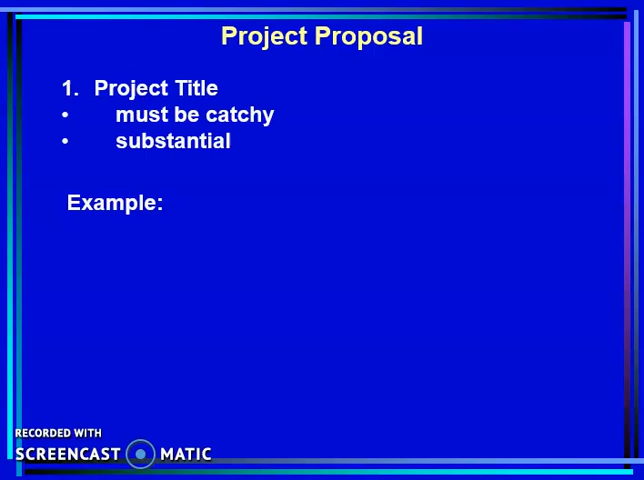 Project Proposal
1. Project Title
• must be catchy
• substantial
Example:
RECORDED WITH
SCREENCAST MATIC